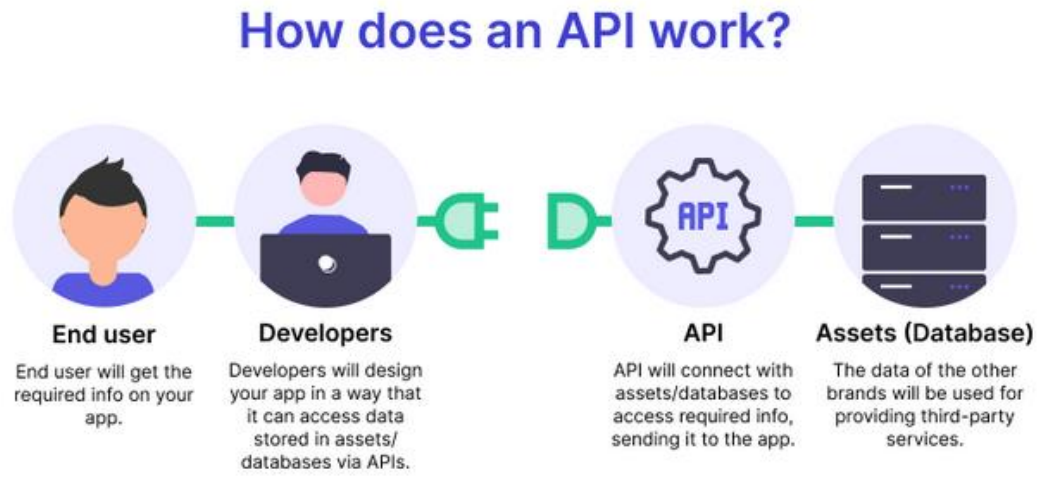 How does an API work?
API
End user
End user will get the
required info on your
app.
Developers
Developers will design
your app in a way that
it can access data
stored in assets/
databases via APIs.
API
API will connect with
assets/databases to
access required info,
sending it to the app.
Assets (Database)
The data of the other
brands will be used for
providing third-party
services.